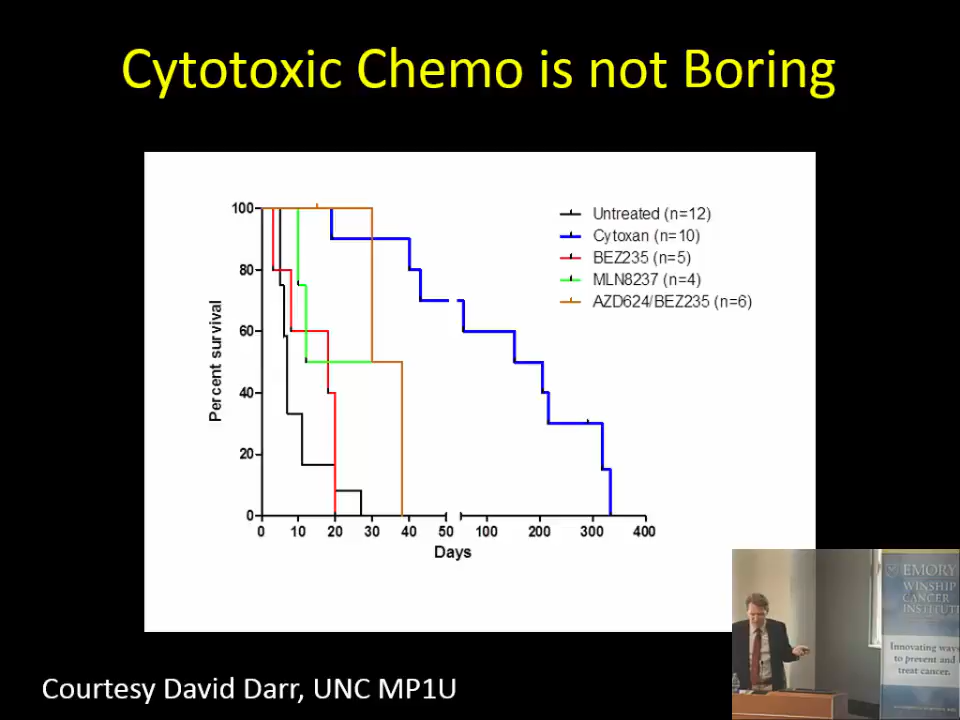 Cytotoxic Chemo is not Boring
100
80
60
40
20
0
Percent survival
0 10 20 30 40 50 100 200 300 400
Days
Untreated (n=12)
Cytoxan (n=10)
BEZ235 (n=5)
MLN8237 (n=4)
AZD624/BEZ235 (n=6)
EMORY
WINSHIP
CANCER
INSTITUTE
Innovating ways
to prevent and
treat cancer.
Courtesy David Darr, UNC MP1U